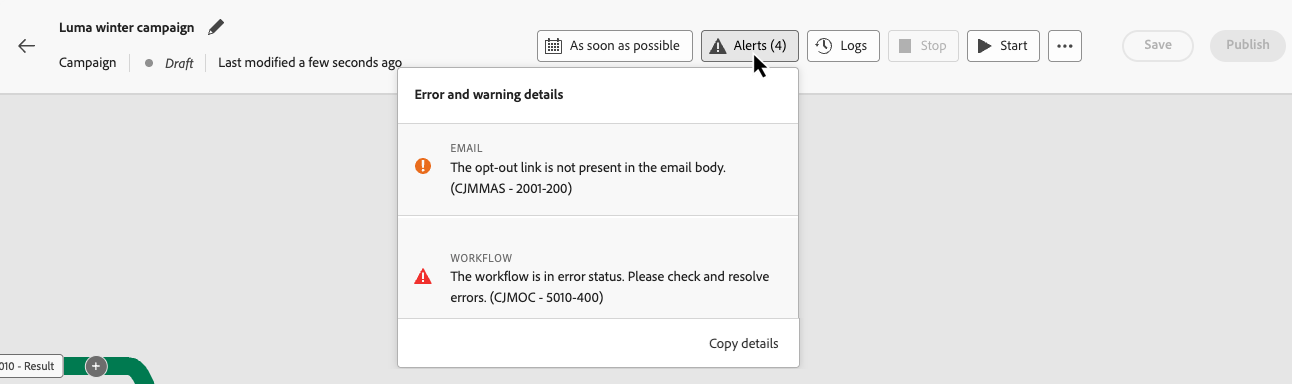 Luma winter campaign
Campaign
Draft
Last modified a few seconds ago
As soon as possible
Alerts (4)
Logs
Stop
Start
Save
Publish
Error and warning details
EMAIL
The opt-out link is not present in the email body.
(CJMMAS - 2001-200)
WORKFLOW
The workflow is in error status. Please check and resolve
errors. (CJMOC - 5010-400)
Copy details
010 - Result